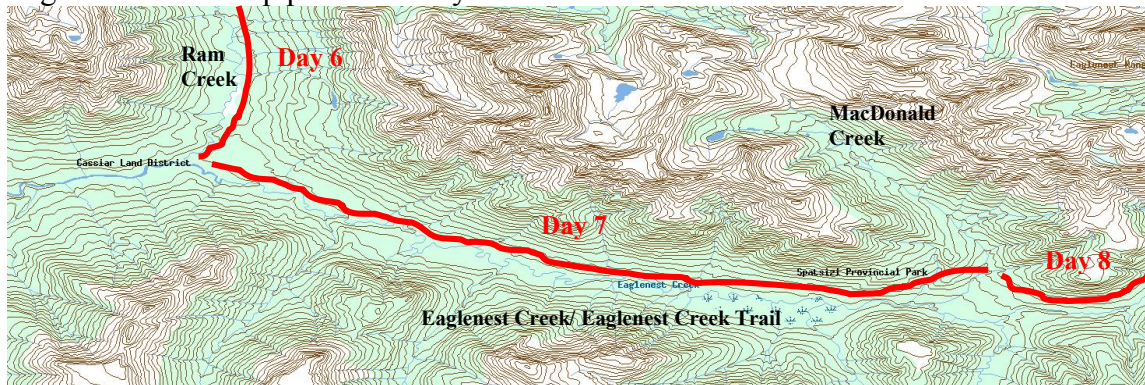 Ram
Creek
Day 6
MacDonald
Creek
Cassiar Land District
Day 7
Spatsizi Provincial Park
Day 8
Eaglenest Creek
Eaglenest Creek/ Eaglenest Creek Trail